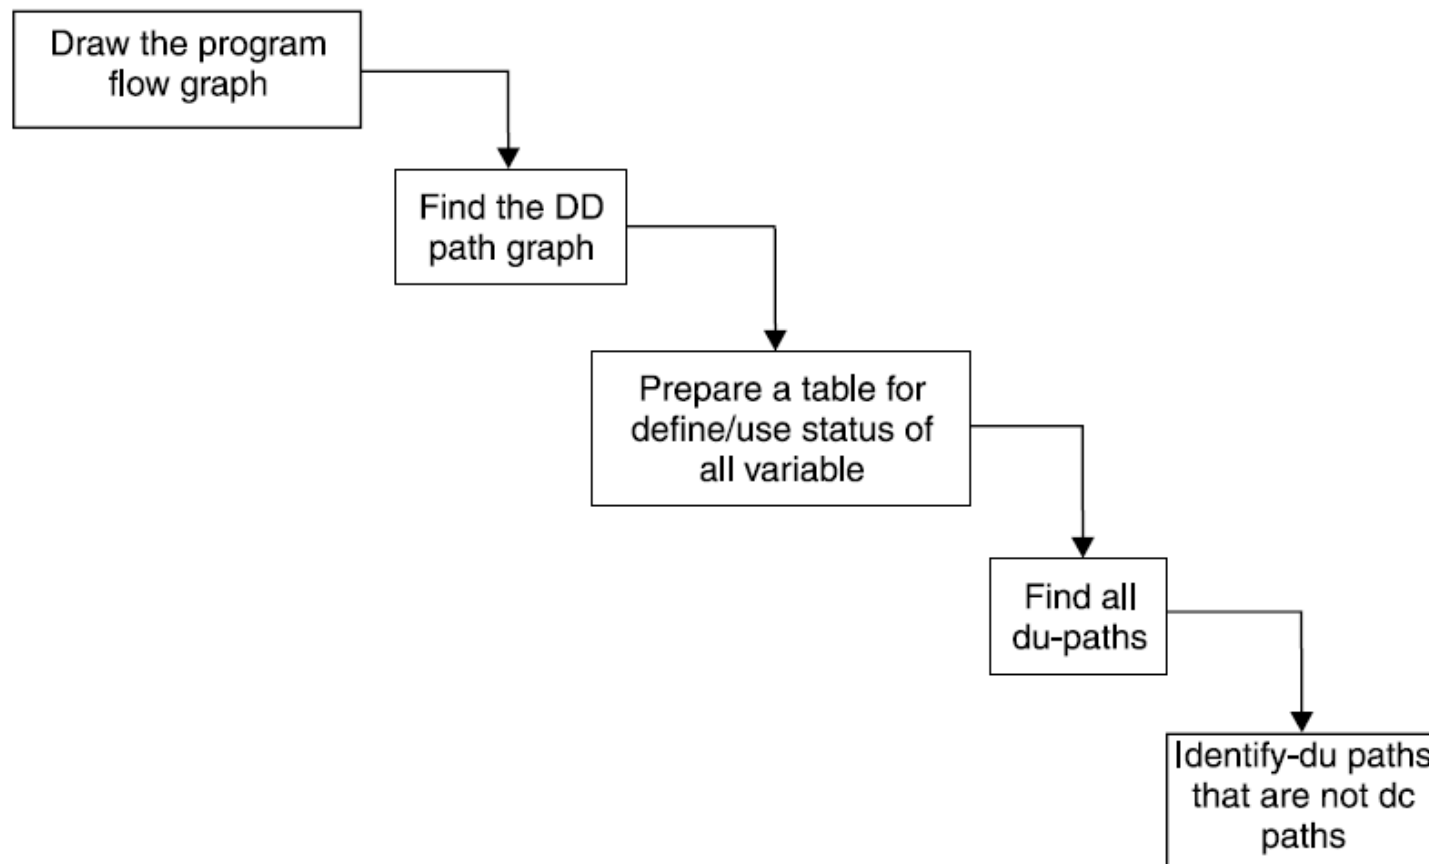 Draw the program
flow graph
Find the DD
path graph
Prepare a table for
define/use status of
all variable
Find all
du-paths
Identify-du paths
that are not dc
paths